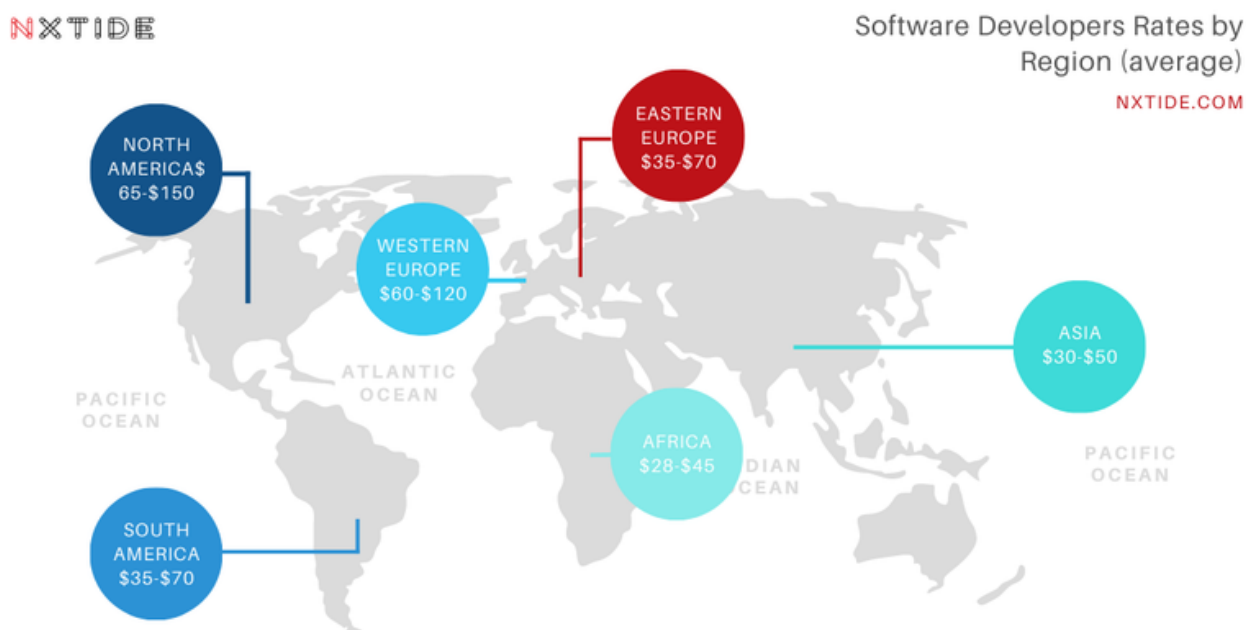 NXTIDE
Software Developers Rates by
Region (average)
NXTIDE.COM
NORTH
AMERICA$
65-$150
EASTERN
EUROPE
$35-$70
WESTERN
EUROPE
$60-$120
ASIA
$30-$50
ATLANTIC
OCEAN
PACIFIC
OCEAN
AFRICA
$28-$45
DIAN
CEAN
PACIFIC
OCEAN
SOUTH
AMERICA
$35-$70